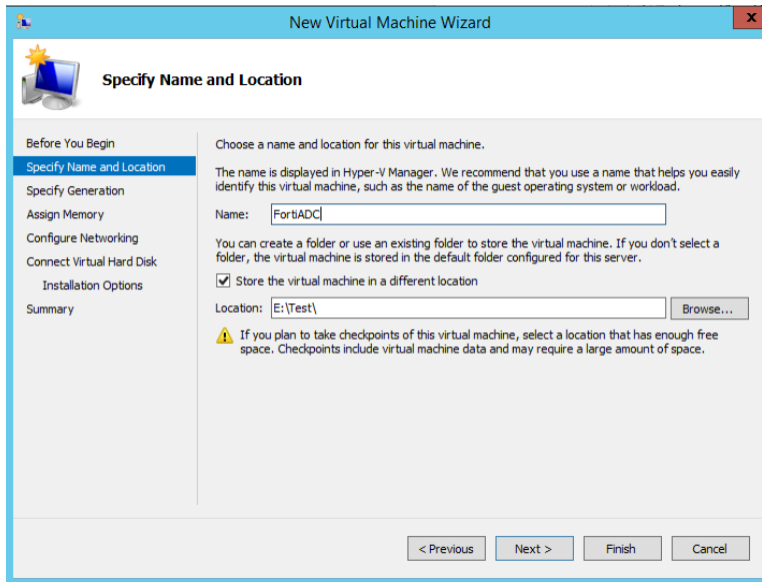 New Virtual Machine Wizard
x
Specify Name and Location
Before You Begin
Specify Name and Location
Specify Generation
Assign Memory
Configure Networking
Connect Virtual Hard Disk
Installation Options
Summary
Choose a name and location for this virtual machine.
The name is displayed in Hyper-V Manager. We recommend that you use a name that helps you easily
identify this virtual machine, such as the name of the guest operating system or workload.
Name: FortiADC
You can create a folder or use an existing folder to store the virtual machine. If you don't select a
folder, the virtual machine is stored in the default folder configured for this server.
Store the virtual machine in a different location
Location: E:\Test\ Browse...
If you plan to take checkpoints of this virtual machine, select a location that has enough free
space. Checkpoints include virtual machine data and may require a large amount of space.
< Previous Next > Finish Cancel